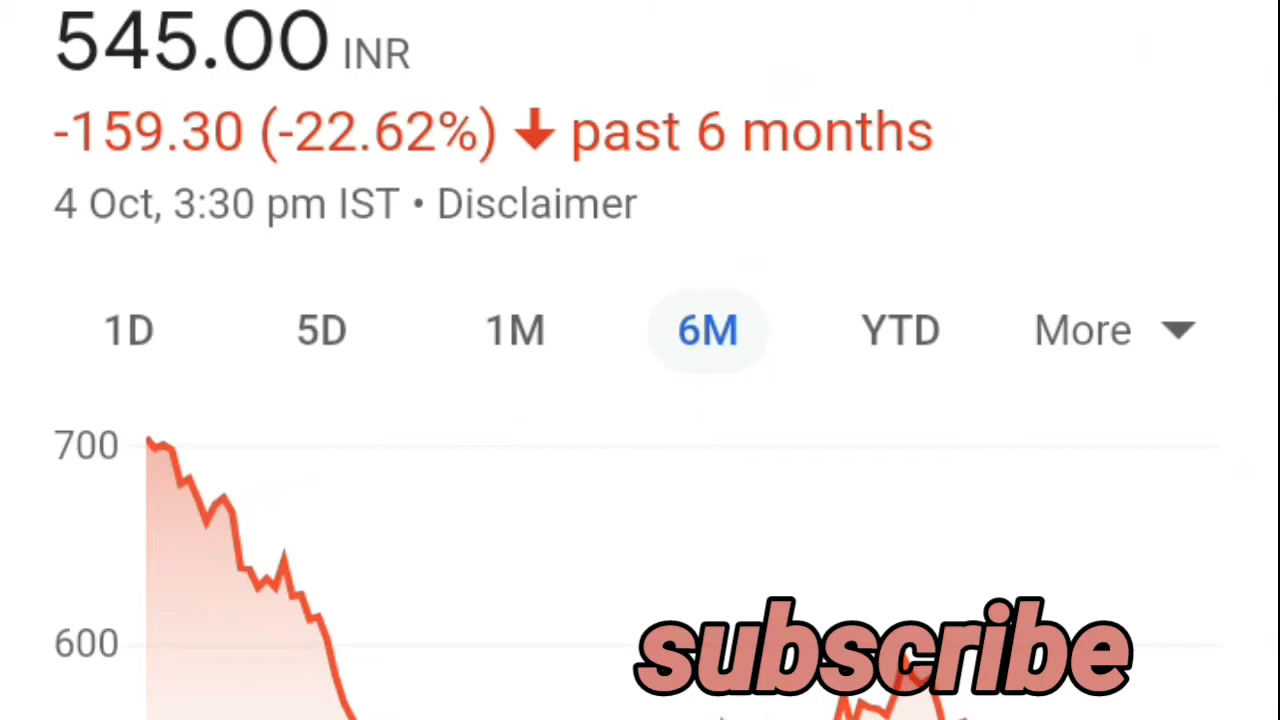 545.00 INR
-159.30 (-22.62%) ↓ past 6 months
4 Oct, 3:30 pm IST • Disclaimer
1D 5D 1M 6M YTD More
700
600
subscribe